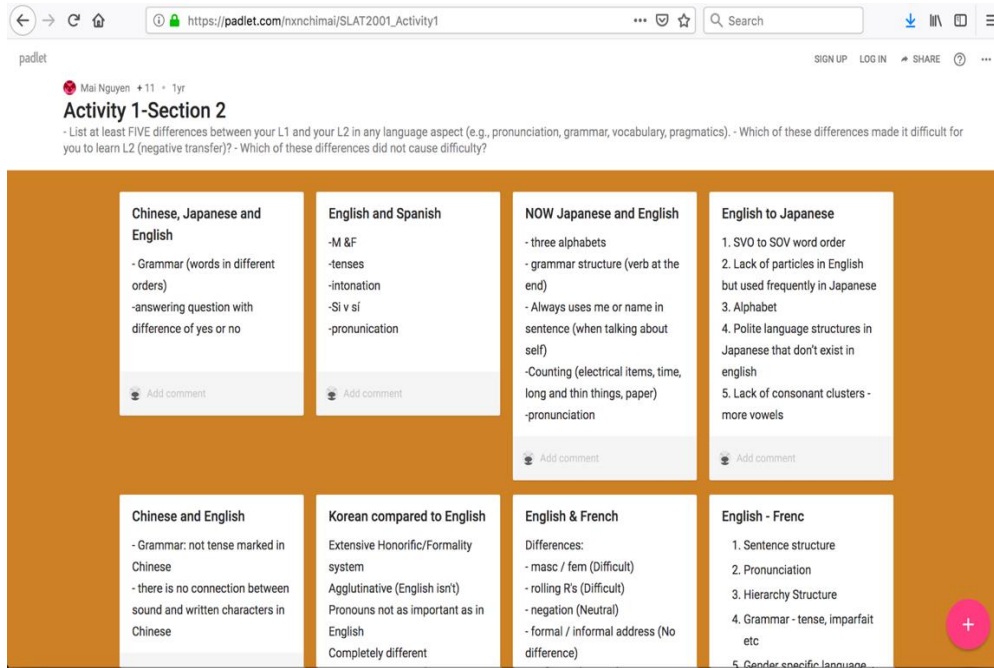 https://padlet.com/nxnchimai/SLAT2001_Activity1
Search
padlet
SIGN UP LOG IN SHARE
Mai Nguyen + 11 • 1yr
Activity 1-Section 2
- List at least FIVE differences between your L1 and your L2 in any language aspect (e.g., pronunciation, grammar, vocabulary, pragmatics). - Which of these differences made it difficult for
you to learn L2 (negative transfer)? - Which of these differences did not cause difficulty?
Chinese, Japanese and
English
- Grammar (words in different
orders)
-answering question with
difference of yes or no
Add comment
English and Spanish
-M &F
-tenses
-intonation
-Si v sí
-pronunication
Add comment
NOW Japanese and English
- three alphabets
- grammar structure (verb at the
end)
- Always uses me or name in
sentence (when talking about
self)
-Counting (electrical items, time,
long and thin things, paper)
-pronunciation
Add comment
English to Japanese
1. SVO to SOV word order
2. Lack of particles in English
but used frequently in Japanese
3. Alphabet
4. Polite language structures in
Japanese that don't exist in
english
5. Lack of consonant clusters -
more vowels
Add comment
Chinese and English
- Grammar: not tense marked in
Chinese
- there is no connection between
sound and written characters in
Chinese
Korean compared to English
Extensive Honorific/Formality
system
Agglutinative (English isn't)
Pronouns not as important as in
English
Completely different
English & French
Differences:
- masc / fem (Difficult)
- rolling R's (Difficult)
- negation (Neutral)
- formal / informal address (No
difference)
English - Frenc
1. Sentence structure
2. Pronunciation
3. Hierarchy Structure
4. Grammar - tense, imparfait
etc
5. Gender specific language